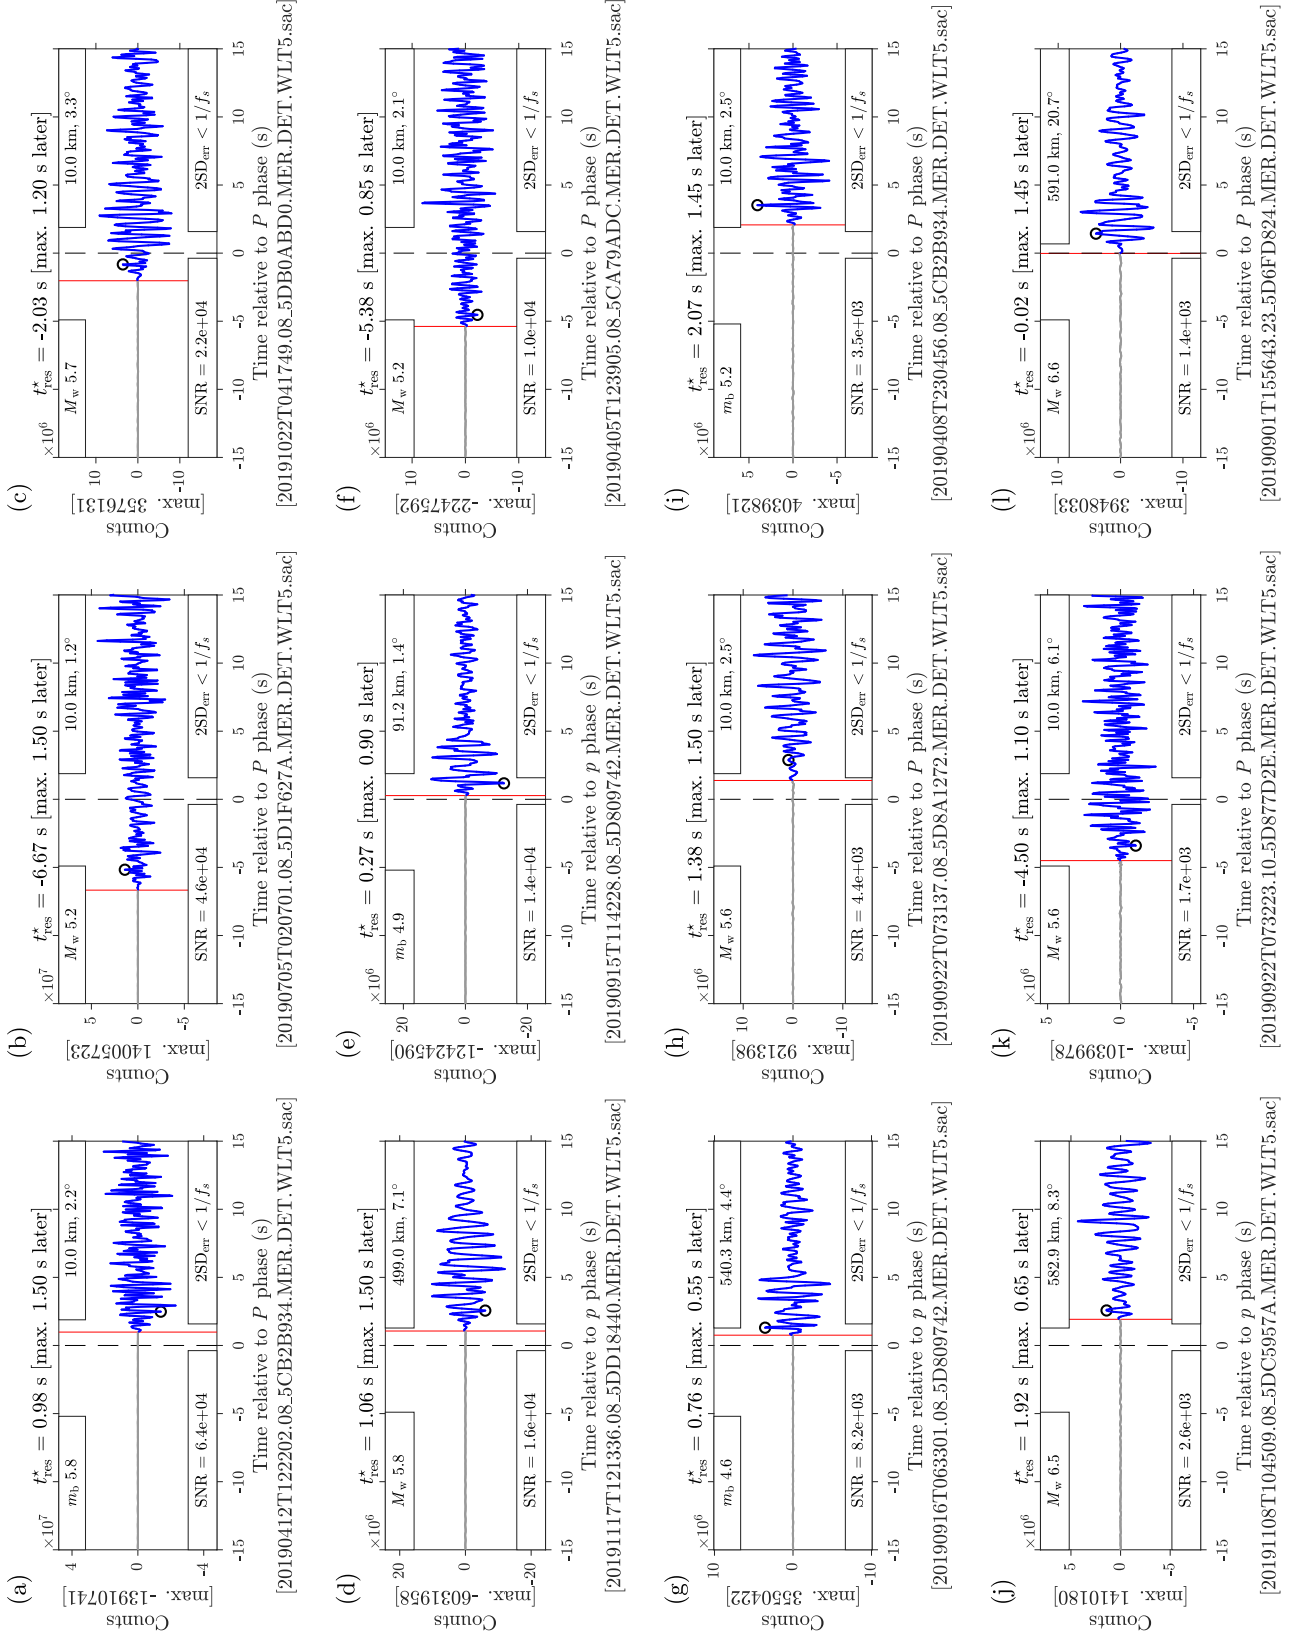 (a)
×10⁷
t*res = 0.98 s [max. 1.50 s later]
mb 5.8
10.0 km, 2.2°
4
0
-4
Counts
[max. -13910741]
SNR = 6.4e+04
2SDerr < 1/fs
-15 -10 -5 0 5 10 15
Time relative to P phase (s)
[20190412T122202.08_5CB2B934.MER.DET.WLT5.sac]
(b)
×10⁷
t*res = -6.67 s [max. 1.50 s later]
Mw 5.2
10.0 km, 1.2°
5
0
-5
Counts
[max. 14005723]
SNR = 4.6e+04
2SDerr < 1/fs
-15 -10 -5 0 5 10 15
Time relative to P phase (s)
[20190705T020701.08_5D1F627A.MER.DET.WLT5.sac]
(c)
×10⁶
t*res = -2.03 s [max. 1.20 s later]
Mw 5.7
10.0 km, 3.3°
10
0
-10
Counts
[max. 3576131]
SNR = 2.2e+04
2SDerr < 1/fs
-15 -10 -5 0 5 10 15
Time relative to P phase (s)
[20191022T041749.08_5DB0ABD0.MER.DET.WLT5.sac]
(d)
×10⁶
t*res = 1.06 s [max. 1.50 s later]
Mw 5.8
499.0 km, 7.1°
20
0
-20
Counts
[max. -6031958]
SNR = 1.6e+04
2SDerr < 1/fs
-15 -10 -5 0 5 10 15
Time relative to p phase (s)
[20191117T121336.08_5DD18440.MER.DET.WLT5.sac]
(e)
×10⁶
t*res = 0.27 s [max. 0.90 s later]
mb 4.9
91.2 km, 1.4°
20
0
-20
Counts
[max. -12424590]
SNR = 1.4e+04
2SDerr < 1/fs
-15 -10 -5 0 5 10 15
Time relative to p phase (s)
[20190915T114228.08_5D809742.MER.DET.WLT5.sac]
(f)
×10⁶
t*res = -5.38 s [max. 0.85 s later]
Mw 5.2
10.0 km, 2.1°
10
0
-10
Counts
[max. -2247592]
SNR = 1.0e+04
2SDerr < 1/fs
-15 -10 -5 0 5 10 15
Time relative to P phase (s)
[20190405T123905.08_5CA79ADC.MER.DET.WLT5.sac]
(g)
×10⁶
t*res = 0.76 s [max. 0.55 s later]
mb 4.6
540.3 km, 4.4°
10
0
-10
Counts
[max. 3550422]
SNR = 8.2e+03
2SDerr < 1/fs
-15 -10 -5 0 5 10 15
Time relative to p phase (s)
[20190916T063301.08_5D809742.MER.DET.WLT5.sac]
(h)
×10⁶
t*res = 1.38 s [max. 1.50 s later]
Mw 5.6
10.0 km, 2.5°
10
0
-10
Counts
[max. 921398]
SNR = 4.4e+03
2SDerr < 1/fs
-15 -10 -5 0 5 10 15
Time relative to P phase (s)
[20190922T073137.08_5D8A1272.MER.DET.WLT5.sac]
(i)
×10⁶
t*res = 2.07 s [max. 1.45 s later]
mb 5.2
10.0 km, 2.5°
5
0
-5
Counts
[max. 4039821]
SNR = 3.5e+03
2SDerr < 1/fs
-15 -10 -5 0 5 10 15
Time relative to P phase (s)
[20190408T230456.08_5CB2B934.MER.DET.WLT5.sac]
(j)
×10⁶
t*res = 1.92 s [max. 0.65 s later]
Mw 6.5
582.9 km, 8.3°
5
0
-5
Counts
[max. 1410180]
SNR = 2.6e+03
2SDerr < 1/fs
-15 -10 -5 0 5 10 15
Time relative to p phase (s)
[20191108T104509.08_5DC5957A.MER.DET.WLT5.sac]
(k)
×10⁶
t*res = -4.50 s [max. 1.10 s later]
Mw 5.6
10.0 km, 6.1°
5
0
-5
Counts
[max. -1039978]
SNR = 1.7e+03
2SDerr < 1/fs
-15 -10 -5 0 5 10 15
Time relative to P phase (s)
[20190922T073223.10_5D877D2E.MER.DET.WLT5.sac]
(l)
×10⁶
t*res = -0.02 s [max. 1.45 s later]
Mw 6.6
591.0 km, 20.7°
10
0
-10
Counts
[max. 3948033]
SNR = 1.4e+03
2SDerr < 1/fs
-15 -10 -5 0 5 10 15
Time relative to P phase (s)
[20190901T155643.23_5D6FD824.MER.DET.WLT5.sac]